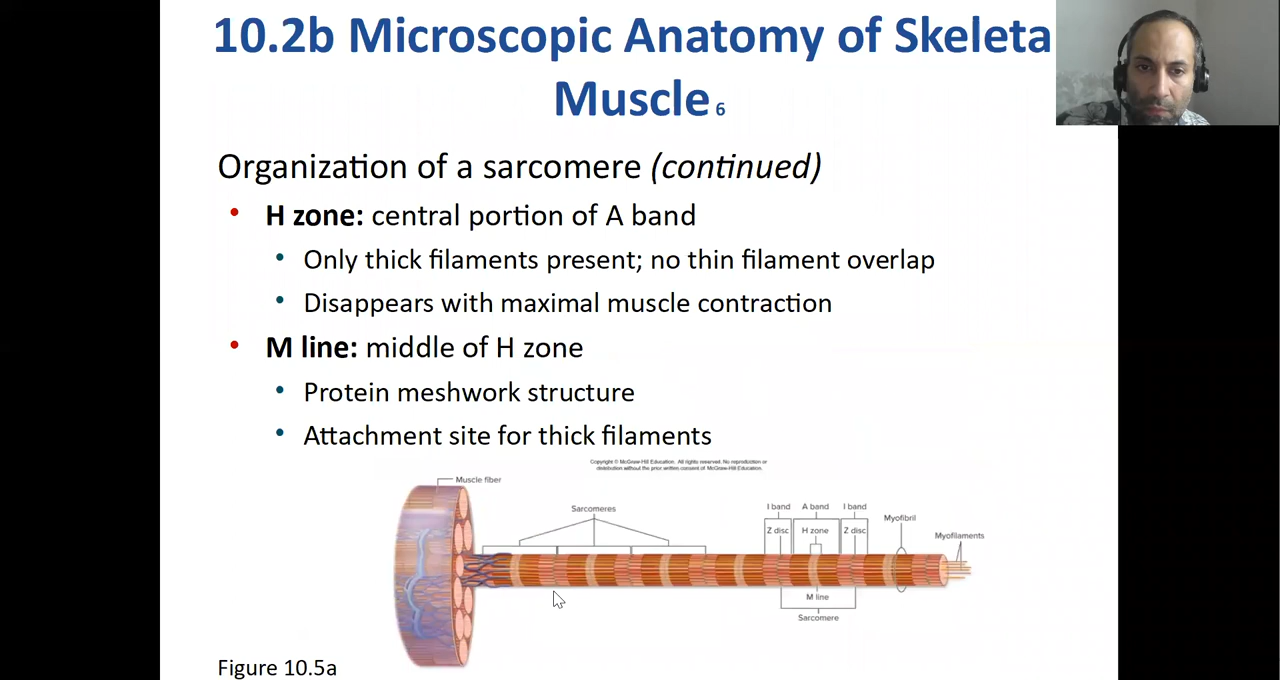 10.2b Microscopic Anatomy of Skeleta
Muscle 6
Organization of a sarcomere (continued)
• H zone: central portion of A band
• Only thick filaments present; no thin filament overlap
• Disappears with maximal muscle contraction
• M line: middle of H zone
• Protein meshwork structure
• Attachment site for thick filaments
Copyright © McGraw-Hill Education. All rights reserved. No reproduction or
distribution without the prior written consent of McGraw-Hill Education.
Muscle fiber
Sarcomeres
I band A band I band
Z disc H zone Z disc
Myofibril
Myofilaments
M line
Sarcomere
Figure 10.5a